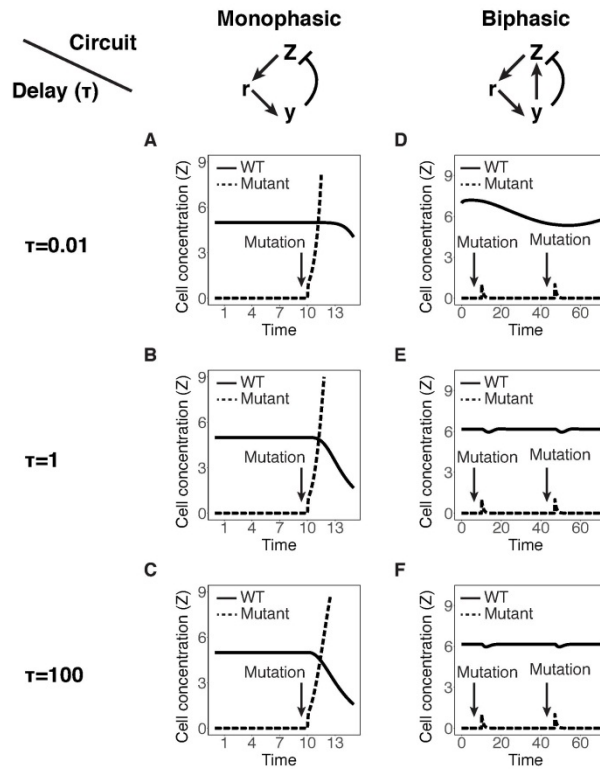 Circuit
Delay (τ)
Monophasic
Z
r
y
Biphasic
Z
r
y
τ=0.01
A
Cell concentration (Z)
9
6
3
0
WT
Mutant
Mutation
1 4 7 10 13
Time
D
Cell concentration (Z)
9
6
3
0
WT
Mutant
Mutation Mutation
0 20 40 60
Time
τ=1
B
Cell concentration (Z)
9
6
3
0
WT
Mutant
Mutation
1 4 7 10 13
Time
E
Cell concentration (Z)
9
6
3
0
WT
Mutant
Mutation Mutation
0 20 40 60
Time
τ=100
C
Cell concentration (Z)
9
6
3
0
WT
Mutant
Mutation
1 4 7 10 13
Time
F
Cell concentration (Z)
9
6
3
0
WT
Mutant
Mutation Mutation
0 20 40 60
Time